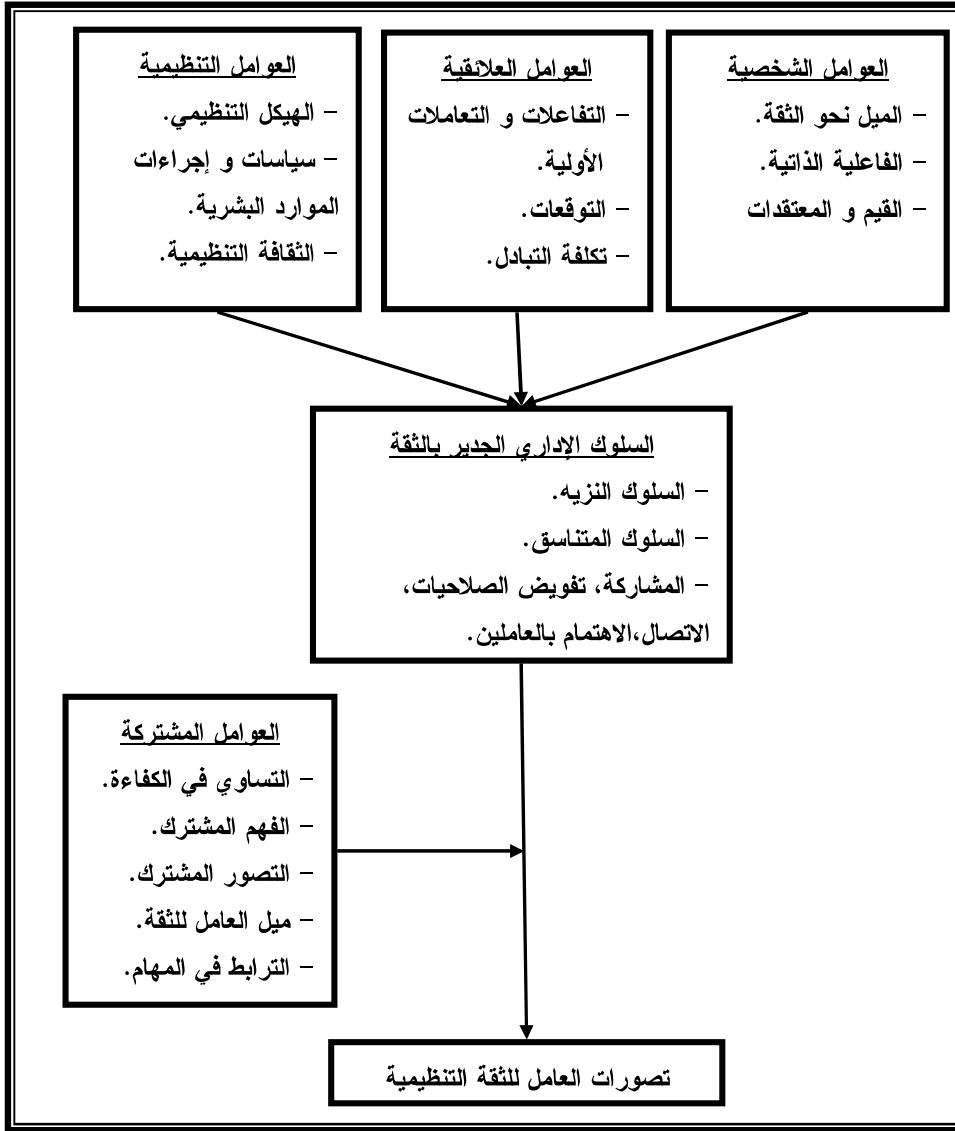 العوامل الشخصية
- الميل نحو الثقة.
- الفاعلية الذاتية.
- القيم و المعتقدات
العوامل العلائقية
- التفاعلات و التعاملات
الأولية.
- التوقعات.
- تكلفة التبادل.
العوامل التنظيمية
- الهيكل التنظيمي.
- سياسات و إجراءات
الموارد البشرية.
- الثقافة التنظيمية.
السلوك الإداري الجدير بالثقة
- السلوك النزيه.
- السلوك المتناسق.
- المشاركة، تفويض الصلاحيات،
الاتصال،الاهتمام بالعاملين.
العوامل المشتركة
- التساوي في الكفاءة.
- الفهم المشترك.
- التصور المشترك.
- ميل العامل للثقة.
- الترابط في المهام.
تصورات العامل للثقة التنظيمية